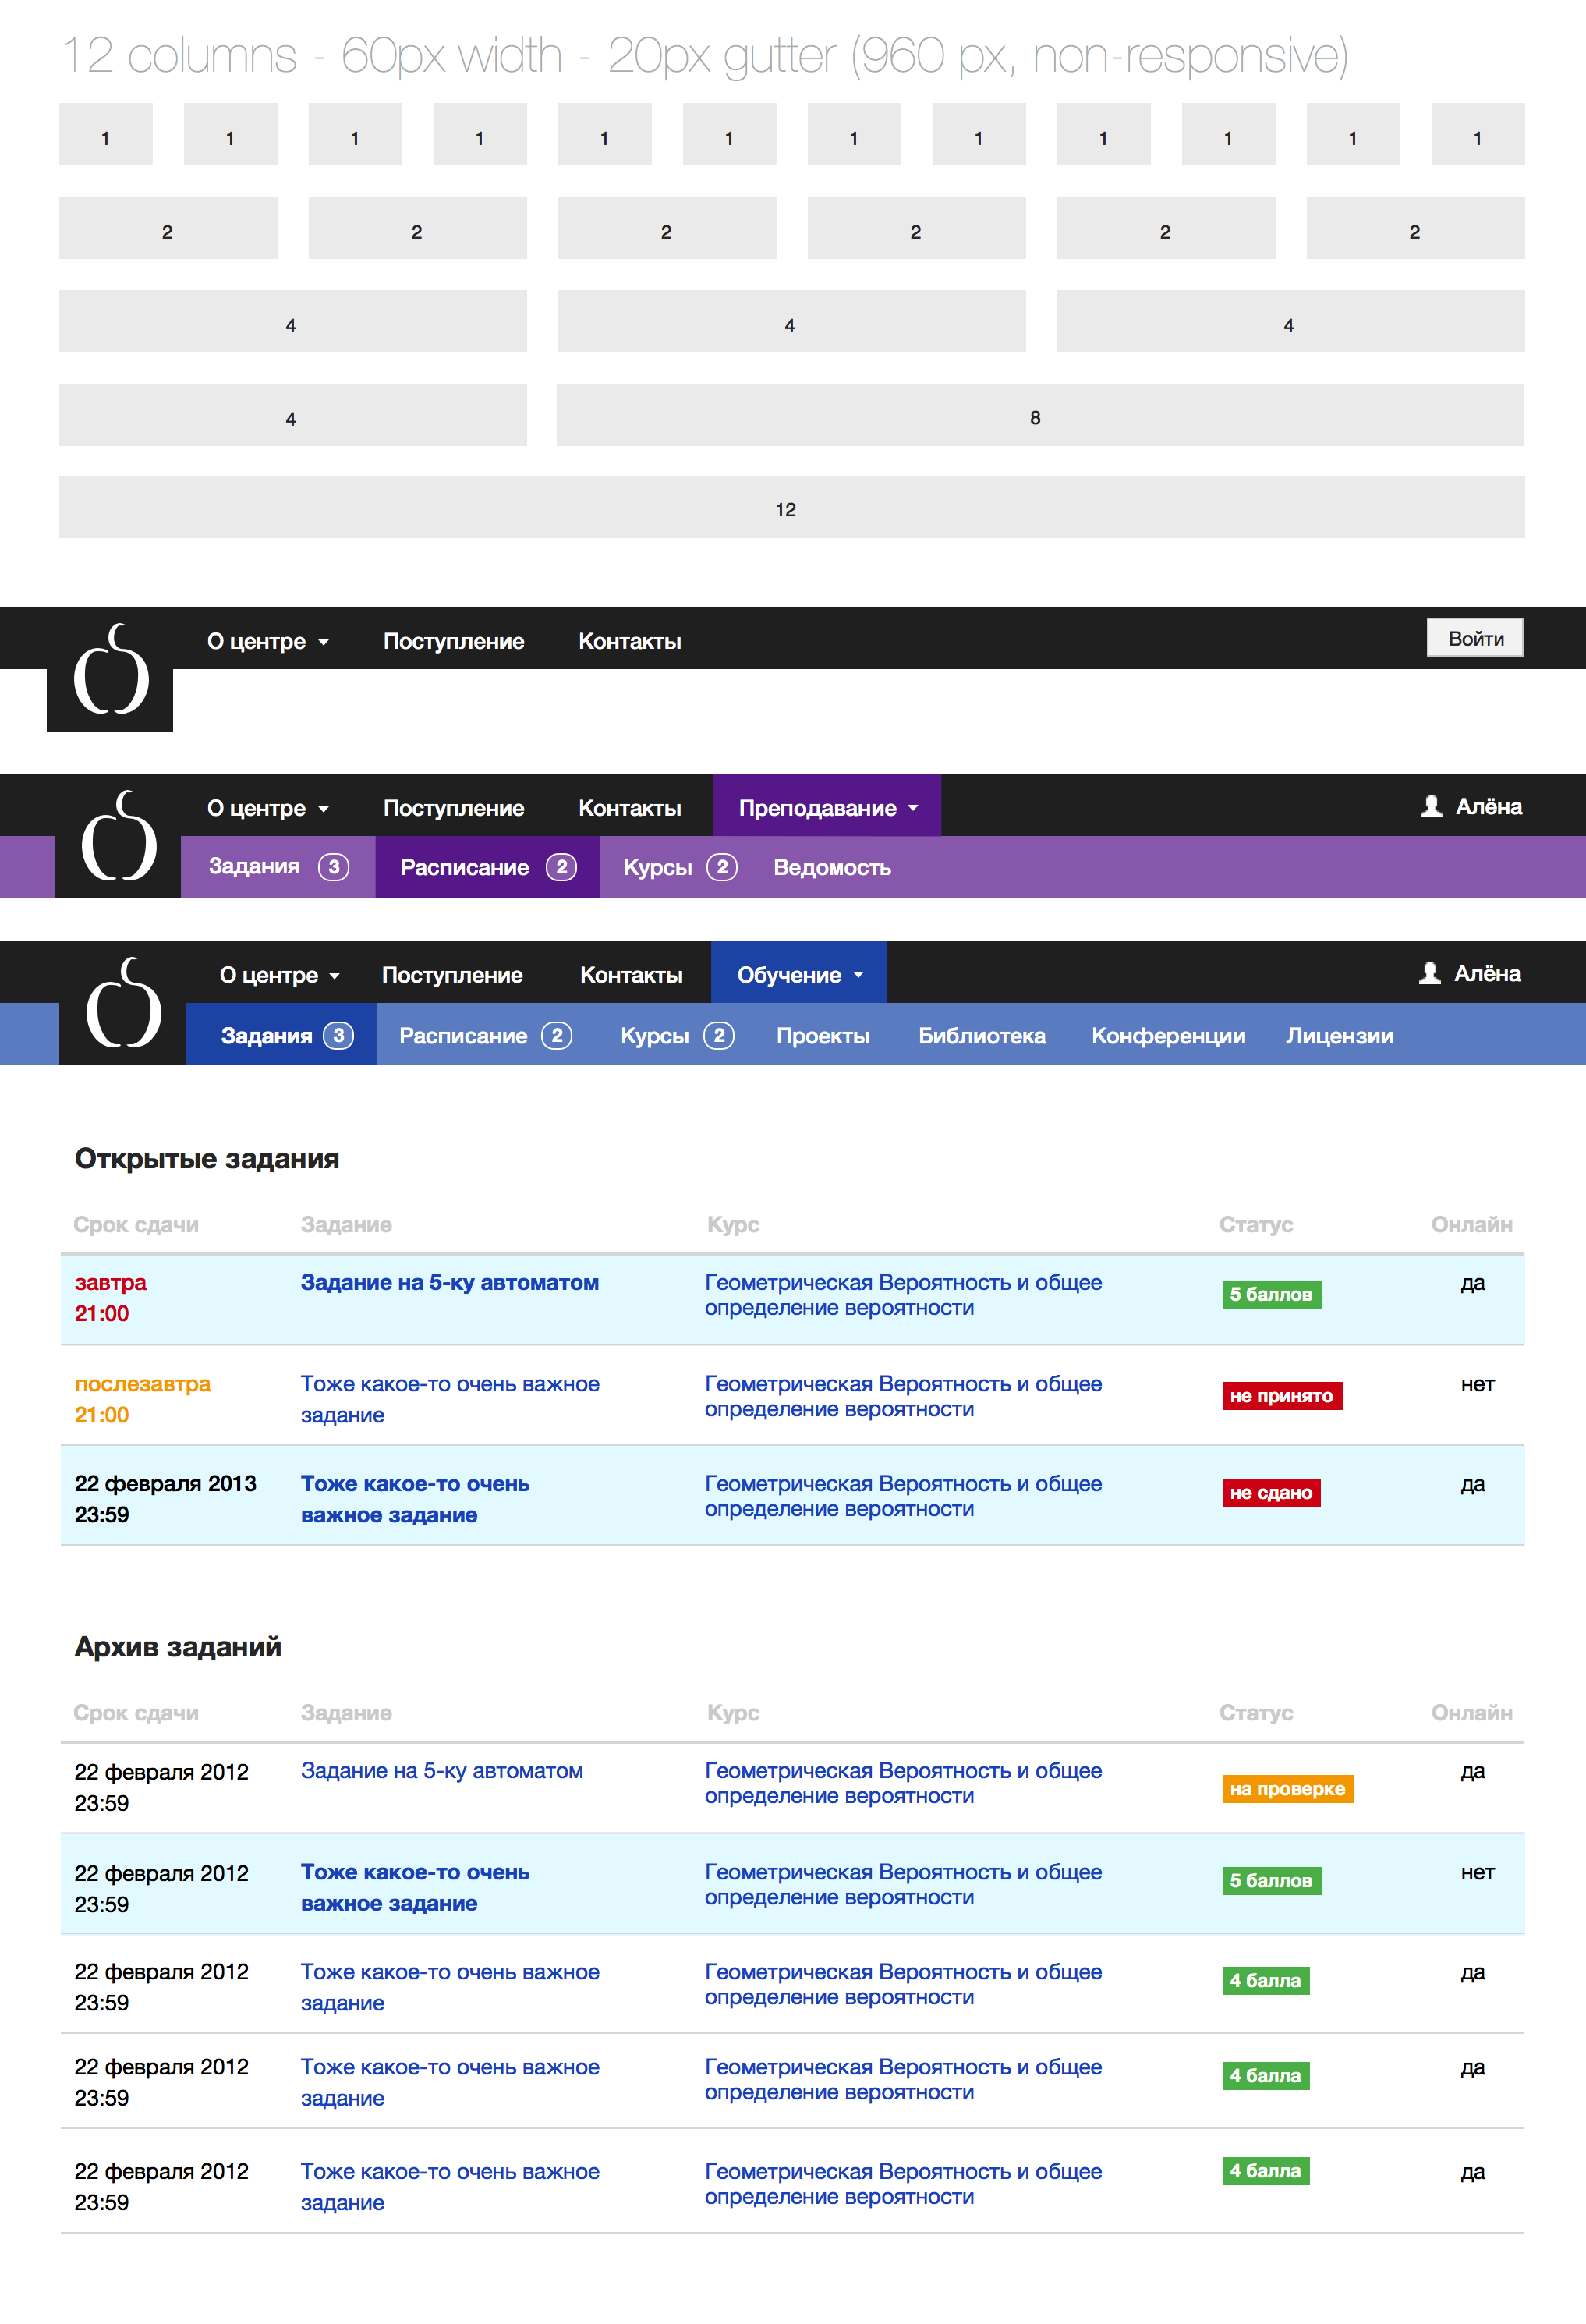 12 columns - 60px width - 20px gutter (960 px, non-responsive)
1 1 1 1 1 1 1 1 1 1 1 1
2 2 2 2 2 2
4 4 4
4 8
12
О центре Поступление Контакты Войти
О центре Поступление Контакты Преподавание Алёна
Задания 3 Расписание 2 Курсы 2 Ведомость
О центре Поступление Контакты Обучение Алёна
Задания 3 Расписание 2 Курсы 2 Проекты Библиотека Конференции Лицензии
Открытые задания
Срок сдачи Задание Курс Статус Онлайн
завтра Задание на 5-ку автоматом Геометрическая Вероятность и общее 5 баллов да
21:00 определение вероятности
послезавтра Тоже какое-то очень важное Геометрическая Вероятность и общее не принято нет
21:00 задание определение вероятности
22 февраля 2013 Тоже какое-то очень Геометрическая Вероятность и общее не сдано да
23:59 важное задание определение вероятности
Архив заданий
Срок сдачи Задание Курс Статус Онлайн
22 февраля 2012 Задание на 5-ку автоматом Геометрическая Вероятность и общее на проверке да
23:59 определение вероятности
22 февраля 2012 Тоже какое-то очень Геометрическая Вероятность и общее 5 баллов нет
23:59 важное задание определение вероятности
22 февраля 2012 Тоже какое-то очень важное Геометрическая Вероятность и общее 4 балла да
23:59 задание определение вероятности
22 февраля 2012 Тоже какое-то очень важное Геометрическая Вероятность и общее 4 балла да
23:59 задание определение вероятности
22 февраля 2012 Тоже какое-то очень важное Геометрическая Вероятность и общее 4 балла да
23:59 задание определение вероятности